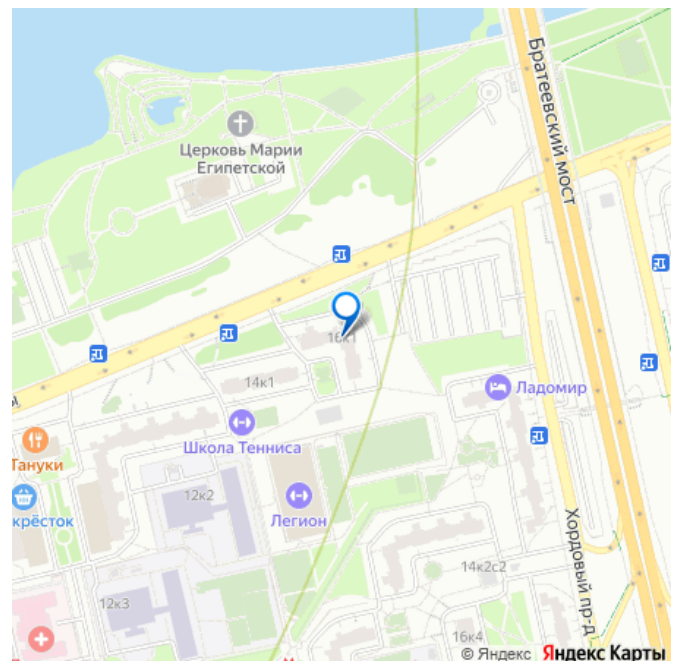 Братеевский мост
Церковь Марии
Египетской
16к1
14к1
Ладомир
Школа Тенниса
Тануки
крёсток
12к2
Легион
Хордовый пр-д
14к2с2
12к3
16к4
© Яндекс Яндекс Карты